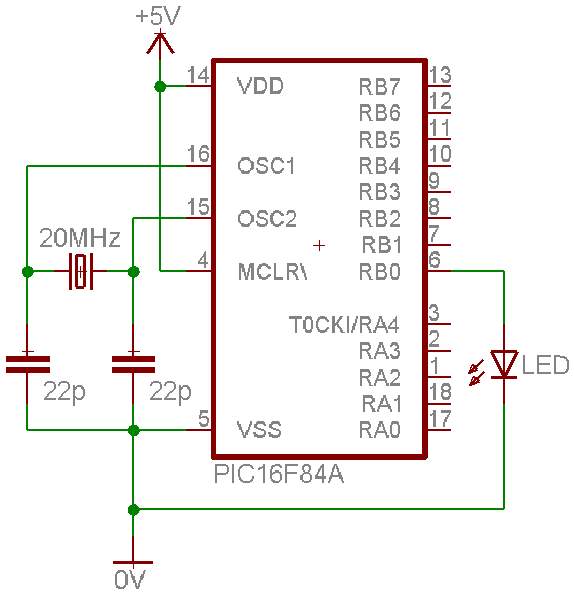 +5V
14 VDD RB7 13
RB6 12
RB5 11
16 OSC1 RB4 10
RB3 9
15 OSC2 RB2 8
20MHz RB1 7
4 MCLR\ RB0 6
T0CKI/RA4 3
RA3 2
LED
22p 22p RA2 1
RA1 18
5 VSS RA0 17
PIC16F84A
0V